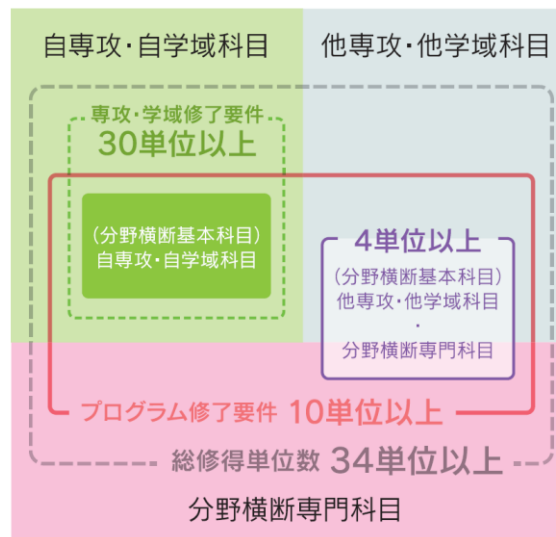 自専攻・自学域科目
他専攻・他学域科目
専攻・学域修了要件
30単位以上
(分野横断基本科目)
自専攻・自学域科目
4単位以上
(分野横断基本科目)
他専攻・他学域科目
・
分野横断専門科目
プログラム修了要件 10単位以上
総修得単位数 34単位以上
分野横断専門科目